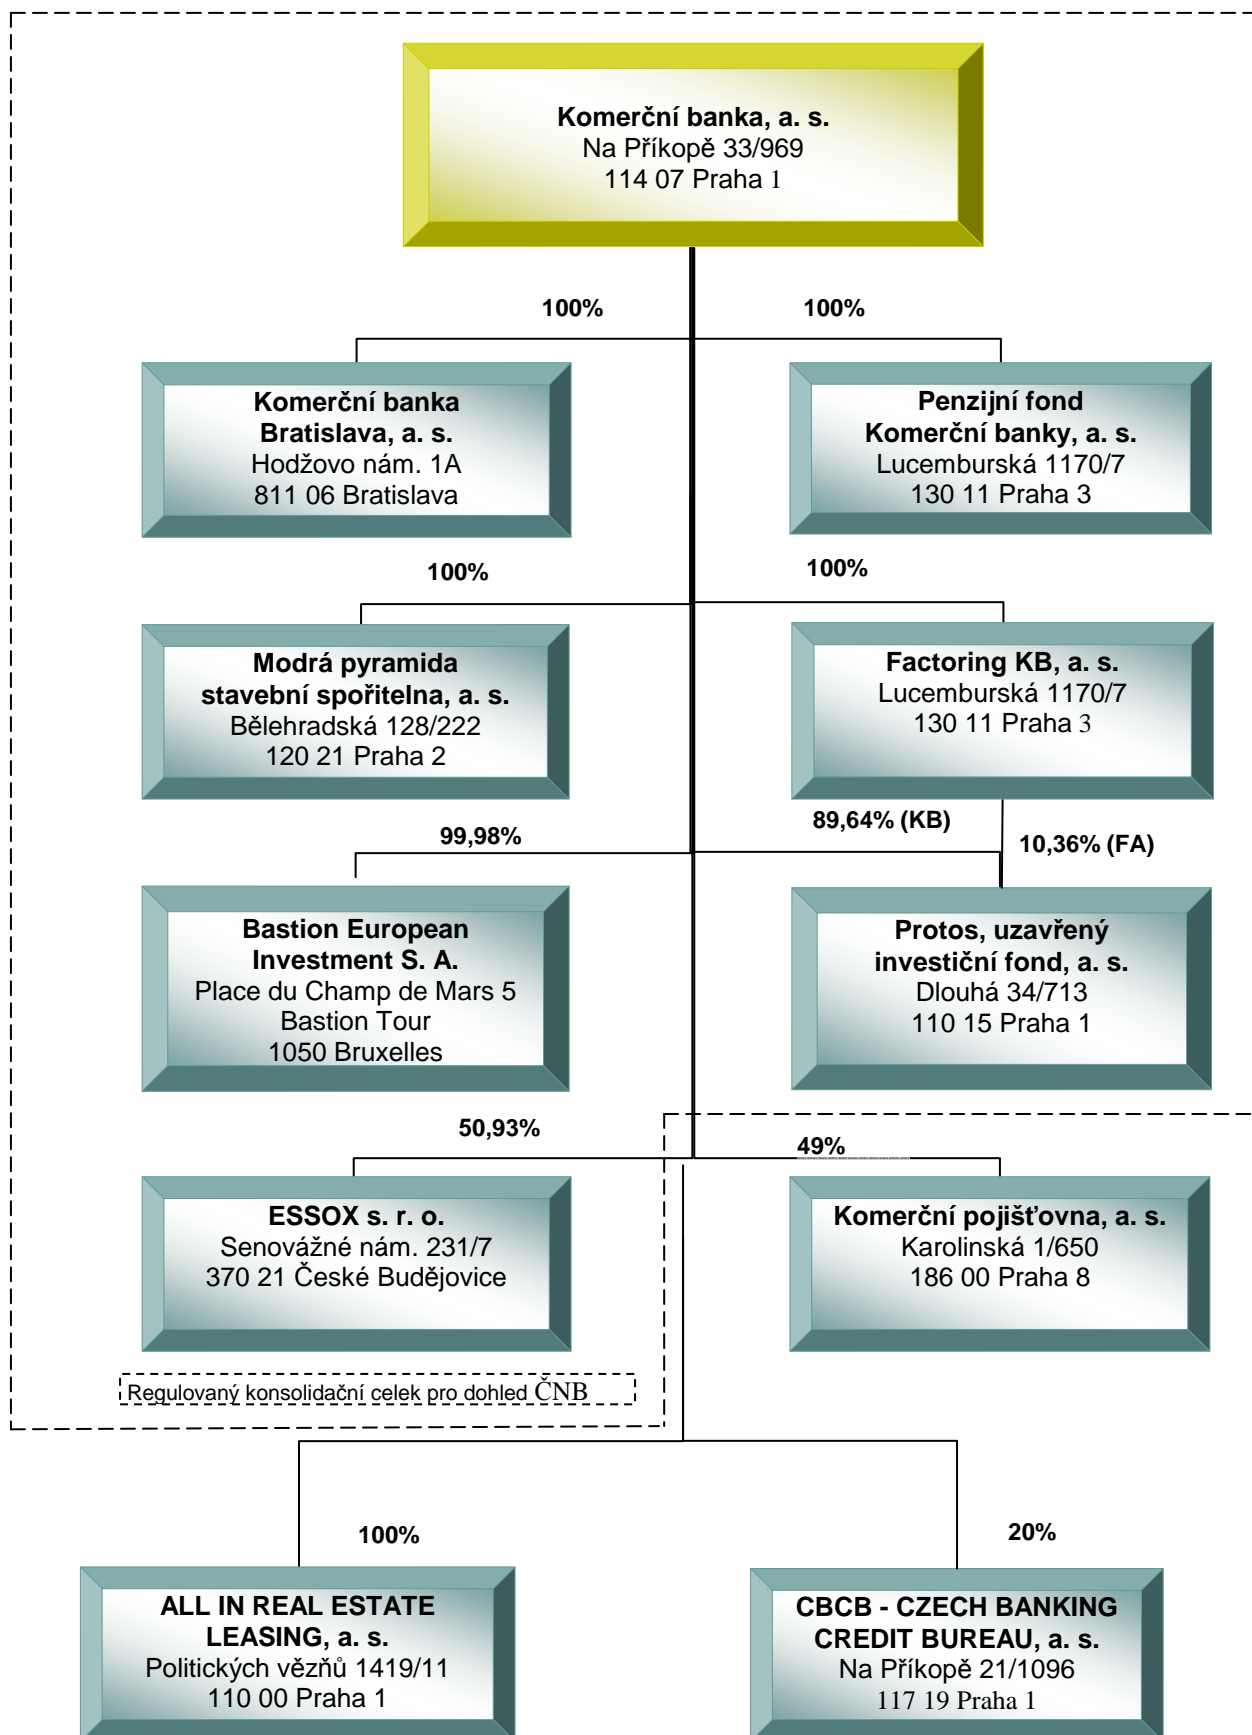 Komerční banka, a. s.
Na Příkopě 33/969
114 07 Praha 1
100%
100%
Komerční banka
Bratislava, a. s.
Hodžovo nám. 1A
811 06 Bratislava
Penzijní fond
Komerční banky, a. s.
Lucemburská 1170/7
130 11 Praha 3
100%
100%
Modrá pyramida
stavební spořitelna, a. s.
Bělehradská 128/222
120 21 Praha 2
Factoring KB, a. s.
Lucemburská 1170/7
130 11 Praha 3
99,98%
89,64% (KB)
10,36% (FA)
Bastion European
Investment S. A.
Place du Champ de Mars 5
Bastion Tour
1050 Bruxelles
Protos, uzavřený
investiční fond, a. s.
Dlouhá 34/713
110 15 Praha 1
50,93%
49%
ESSOX s. r. o.
Senovážné nám. 231/7
370 21 České Budějovice
Komerční pojišťovna, a. s.
Karolinská 1/650
186 00 Praha 8
Regulovaný konsolidační celek pro dohled ČNB
100%
20%
ALL IN REAL ESTATE
LEASING, a. s.
Politických vězňů 1419/11
110 00 Praha 1
CBCB - CZECH BANKING
CREDIT BUREAU, a. s.
Na Příkopě 21/1096
117 19 Praha 1